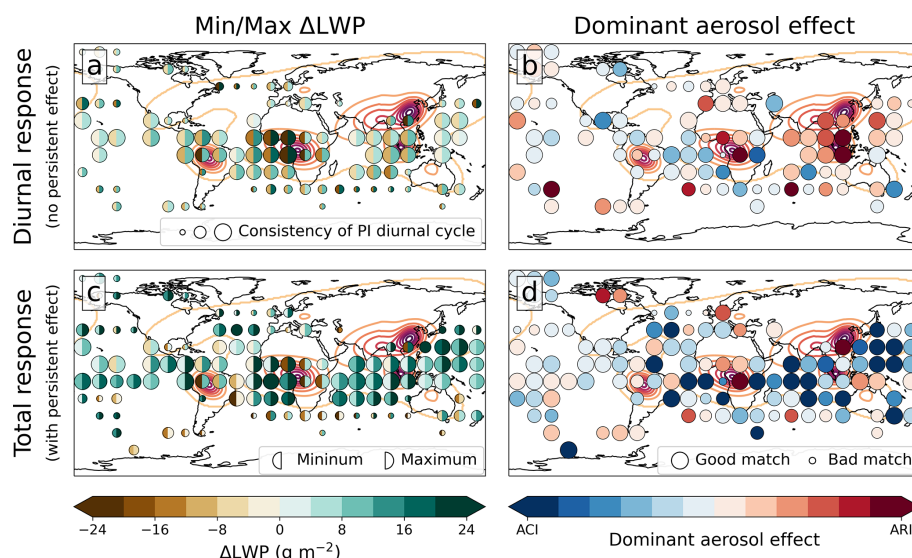 Min/Max ΔLWP
Dominant aerosol effect
Diurnal response
(no persistent effect)
a
b
Consistency of PI diurnal cycle
Total response
(with persistent effect)
c
d
Mininum
Maximum
Good match
Bad match
−24
−16
−8
0
8
16
24
ΔLWP (g m⁻²)
ACI
ARI
Dominant aerosol effect